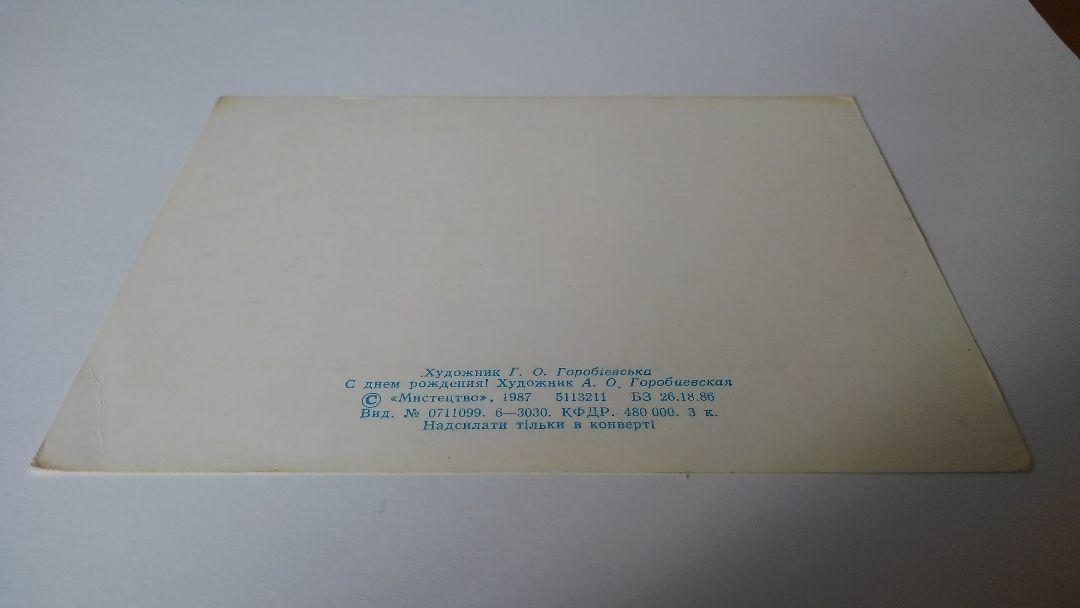 Художник Г. О. Горобієвська
С днем рождения! Художник А. О. Горобиевская
© «Мистецтво», 1987 5113211 БЗ 26.18.86
Вид. № 0711099. 6—3030. КФДР. 480 000. 3 к.
Надсилати тільки в конверті